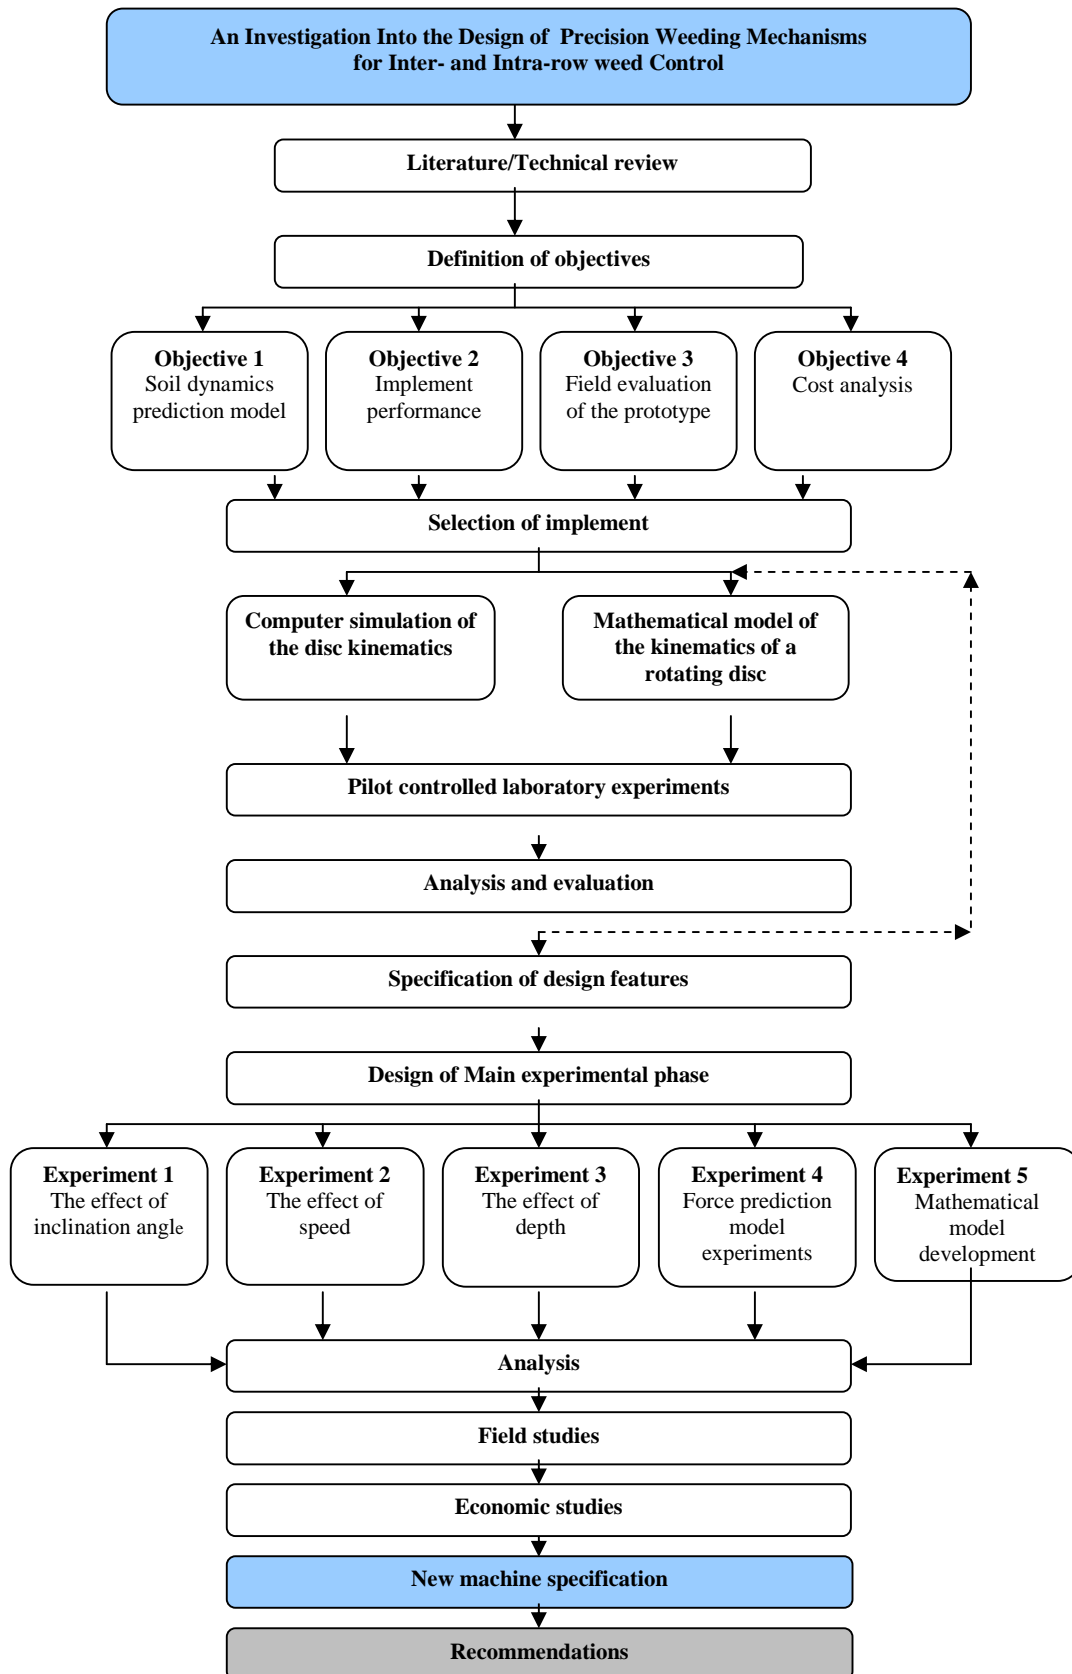 An Investigation Into the Design of Precision Weeding Mechanisms
for Inter- and Intra-row weed Control
Literature/Technical review
Definition of objectives
Objective 1
Soil dynamics
prediction model
Objective 2
Implement
performance
Objective 3
Field evaluation
of the prototype
Objective 4
Cost analysis
Selection of implement
Computer simulation of
the disc kinematics
Mathematical model of
the kinematics of a
rotating disc
Pilot controlled laboratory experiments
Analysis and evaluation
Specification of design features
Design of Main experimental phase
Experiment 1
The effect of
inclination angle
Experiment 2
The effect of
speed
Experiment 3
The effect of
depth
Experiment 4
Force prediction
model
experiments
Experiment 5
Mathematical
model
development
Analysis
Field studies
Economic studies
New machine specification
Recommendations